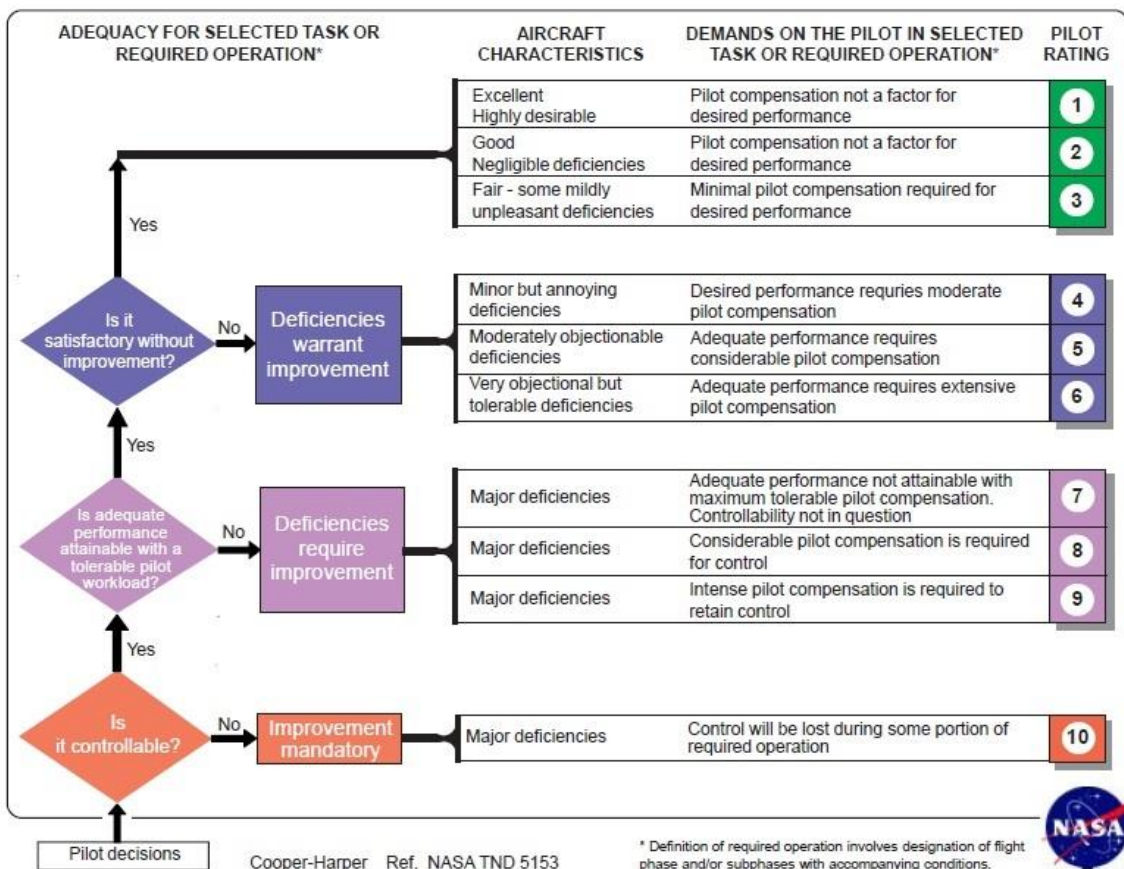 ADEQUACY FOR SELECTED TASK OR
REQUIRED OPERATION*
AIRCRAFT
CHARACTERISTICS
DEMANDS ON THE PILOT IN SELECTED
TASK OR REQUIRED OPERATION*
PILOT
RATING
Excellent
Highly desirable
Pilot compensation not a factor for
desired performance
1
Good
Negligible deficiencies
Pilot compensation not a factor for
desired performance
2
Fair - some mildly
unpleasant deficiencies
Minimal pilot compensation required for
desired performance
3
Yes
Is it
satisfactory without
improvement?
No
Deficiencies
warrant
improvement
Minor but annoying
deficiencies
Desired performance requries moderate
pilot compensation
4
Moderately objectionable
deficiencies
Adequate performance requires
considerable pilot compensation
5
Very objectional but
tolerable deficiencies
Adequate performance requires extensive
pilot compensation
6
Yes
Is adequate
performance
attainable with a
tolerable pilot
workload?
No
Deficiencies
require
improvement
Major deficiencies
Adequate performance not attainable with
maximum tolerable pilot compensation.
Controllability not in question
7
Major deficiencies
Considerable pilot compensation is required
for control
8
Major deficiencies
Intense pilot compensation is required to
retain control
9
Yes
Is
it controllable?
No
Improvement
mandatory
Major deficiencies
Control will be lost during some portion of
required operation
10
Pilot decisions
Cooper-Harper Ref. NASA TND 5153
* Definition of required operation involves designation of flight
phase and/or subphases with accompanying conditions.
NASA